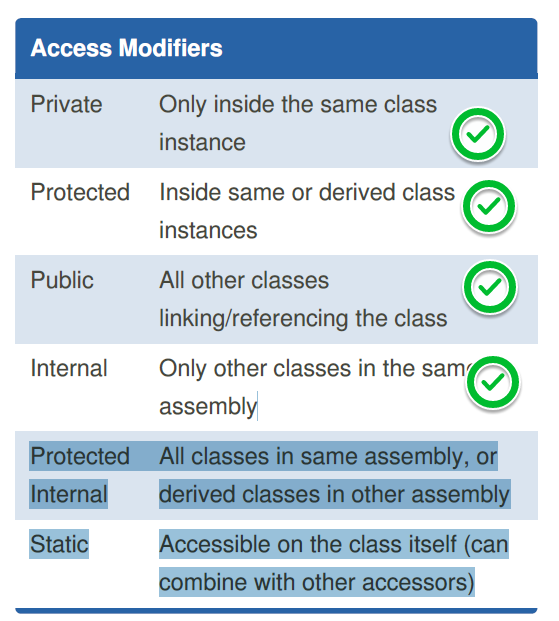 Access Modifiers
Private Only inside the same class
instance
Protected Inside same or derived class
instances
Public All other classes
linking/referencing the class
Internal Only other classes in the same
assembly
Protected All classes in same assembly, or
Internal derived classes in other assembly
Static Accessible on the class itself (can
combine with other accessors)